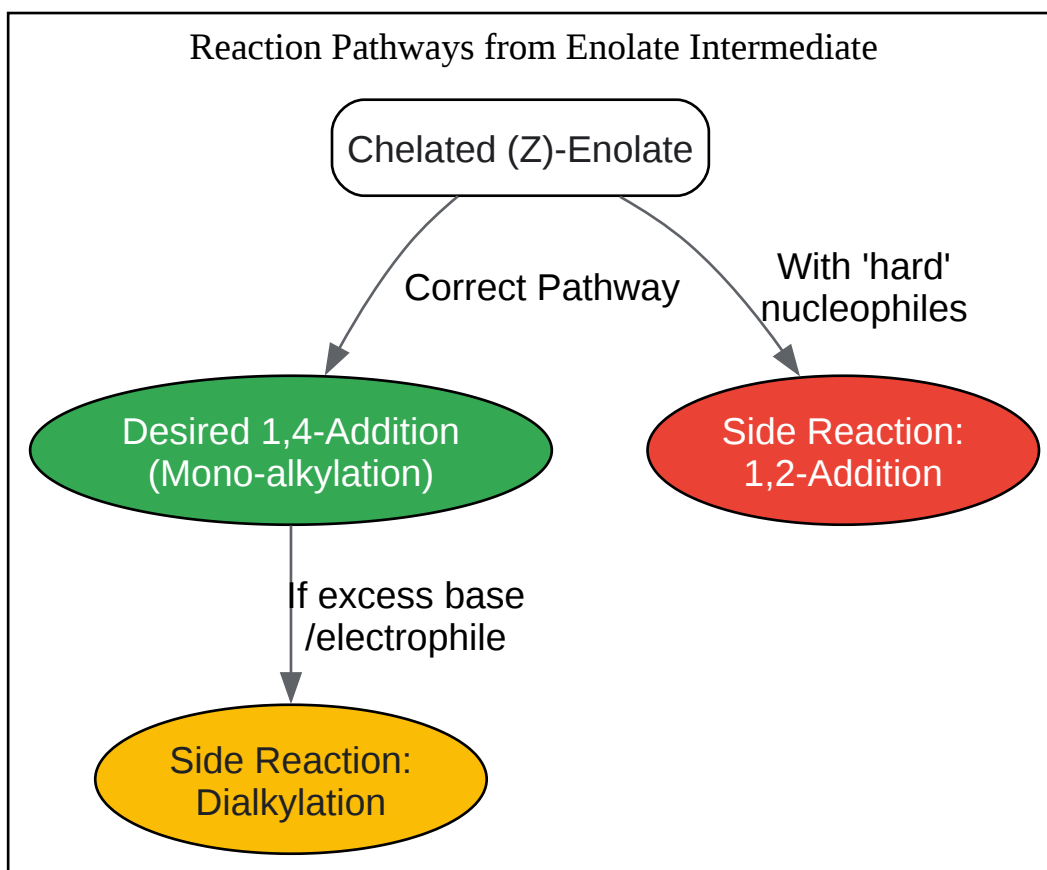 Reaction Pathways from Enolate Intermediate
Chelated (Z)-Enolate
Correct Pathway
With 'hard'
nucleophiles
Desired 1,4-Addition
(Mono-alkylation)
Side Reaction:
1,2-Addition
If excess base
/electrophile
Side Reaction:
Dialkylation